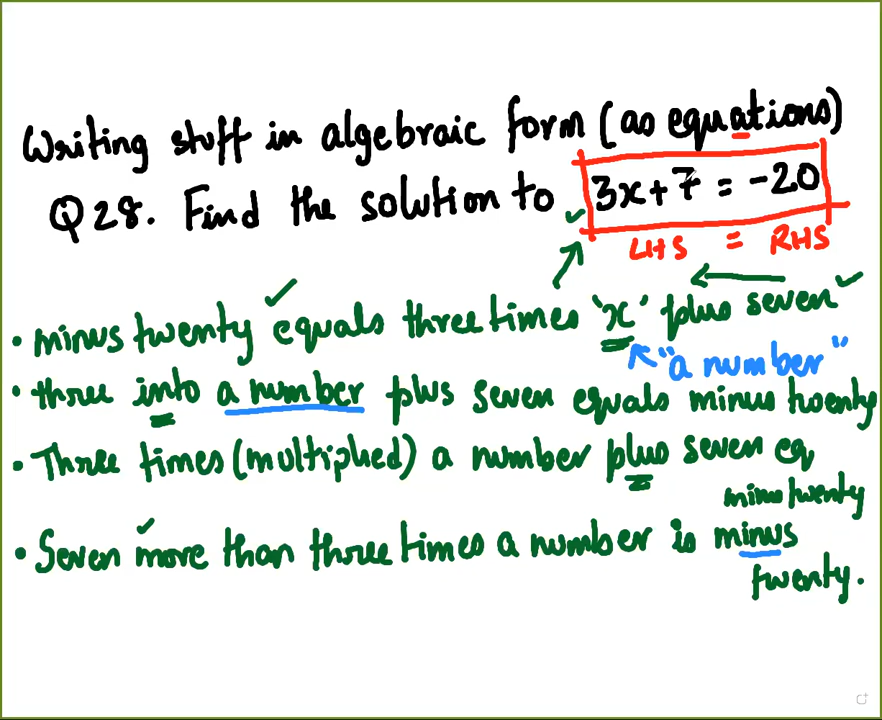 Writing stuff in algebraic form (as equations)
Q28. Find the solution to 3x+7 = -20
LHS = RHS
• minus twenty equals three times 'x' plus seven
"a number"
• three into a number plus seven equals minus twenty
• Three times (multiplied) a number plus seven eq
minus twenty
• Seven more than three times a number is minus
twenty.